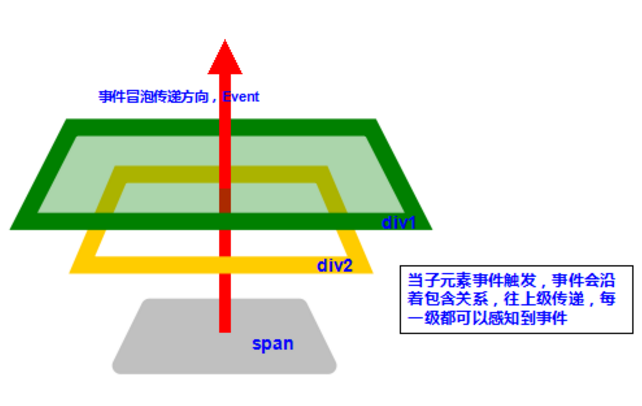 事件冒泡传递方向，Event
div1
div2
当子元素事件触发，事件会沿
着包含关系，往上级传递，每
一级都可以感知到事件
span